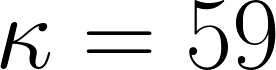 κ = 59